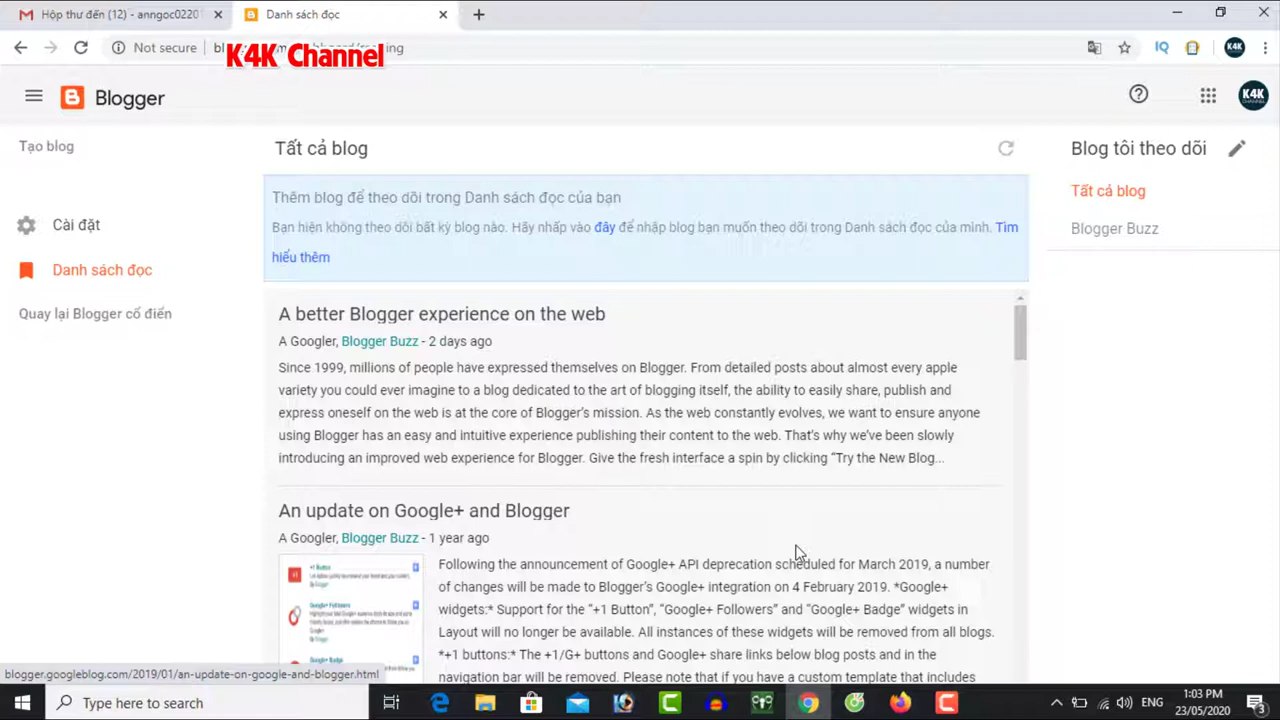 Hộp thư đến (12) - anngoc0220
Danh sách đọc
Not secure
K4K Channel
Blogger
K4K
Tạo blog
Cài đặt
Danh sách đọc
Quay lại Blogger cổ điển
Tất cả blog
Thêm blog để theo dõi trong Danh sách đọc của bạn
Bạn hiện không theo dõi bất kỳ blog nào. Hãy nhấp vào đây để nhập blog bạn muốn theo dõi trong Danh sách đọc của mình. Tìm
hiểu thêm
A better Blogger experience on the web
A Googler, Blogger Buzz - 2 days ago
Since 1999, millions of people have expressed themselves on Blogger. From detailed posts about almost every apple
variety you could ever imagine to a blog dedicated to the art of blogging itself, the ability to easily share, publish and
express oneself on the web is at the core of Blogger's mission. As the web constantly evolves, we want to ensure anyone
using Blogger has an easy and intuitive experience publishing their content to the web. That's why we've been slowly
introducing an improved web experience for Blogger. Give the fresh interface a spin by clicking “Try the New Blog...
An update on Google+ and Blogger
A Googler, Blogger Buzz - 1 year ago
+1 Button
Google+ Followers
Google+ Badge
Following the announcement of Google+ API deprecation scheduled for March 2019, a number
of changes will be made to Blogger's Google+ integration on 4 February 2019. *Google+
widgets:* Support for the “+1 Button”, “Google+ Followers” and “Google+ Badge” widgets in
Layout will no longer be available. All instances of these widgets will be removed from all blogs.
*+1 buttons:* The +1/G+ buttons and Google+ share links below blog posts and in the
navigation bar will be removed. Please note that if you have a custom template that includes
Blog tôi theo dõi
Tất cả blog
Blogger Buzz
blogger.googleblog.com/2019/01/an-update-on-google-and-blogger.html
Type here to search
ENG
1:03 PM
23/05/2020
3